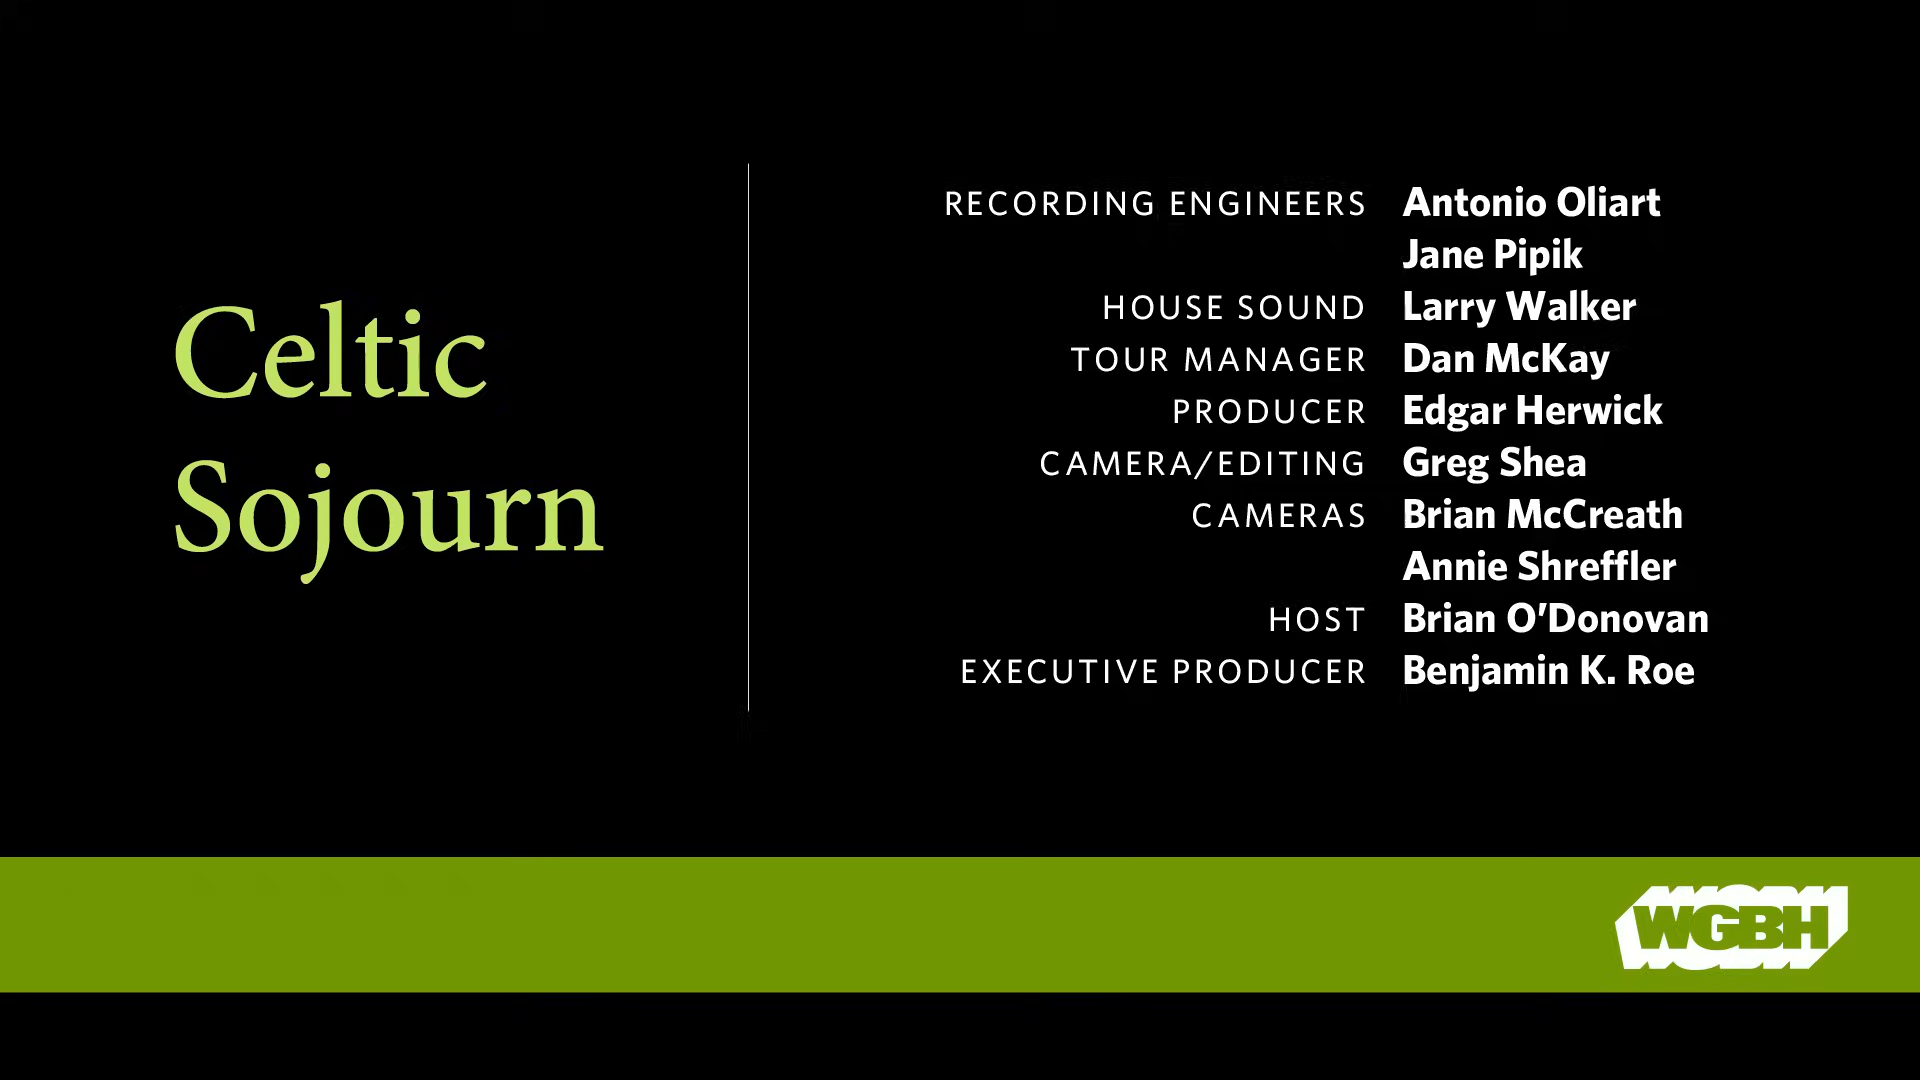 Celtic
Sojourn
RECORDING ENGINEERS Antonio Oliart
Jane Pipik
HOUSE SOUND Larry Walker
TOUR MANAGER Dan McKay
PRODUCER Edgar Herwick
CAMERA/EDITING Greg Shea
CAMERAS Brian McCreath
Annie Shreffler
HOST Brian O'Donovan
EXECUTIVE PRODUCER Benjamin K. Roe
WGBH